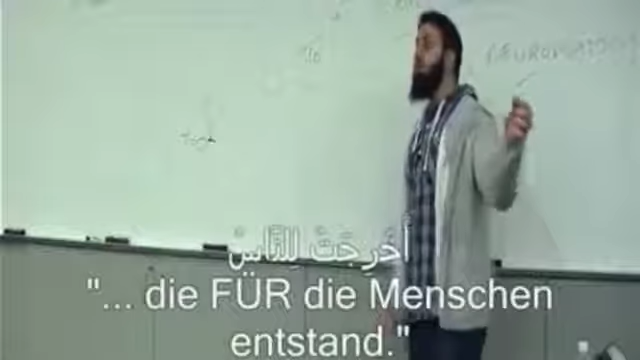 أُخْرِجَتْ لِلنَّاسِ
"... die FÜR die Menschen
entstand."